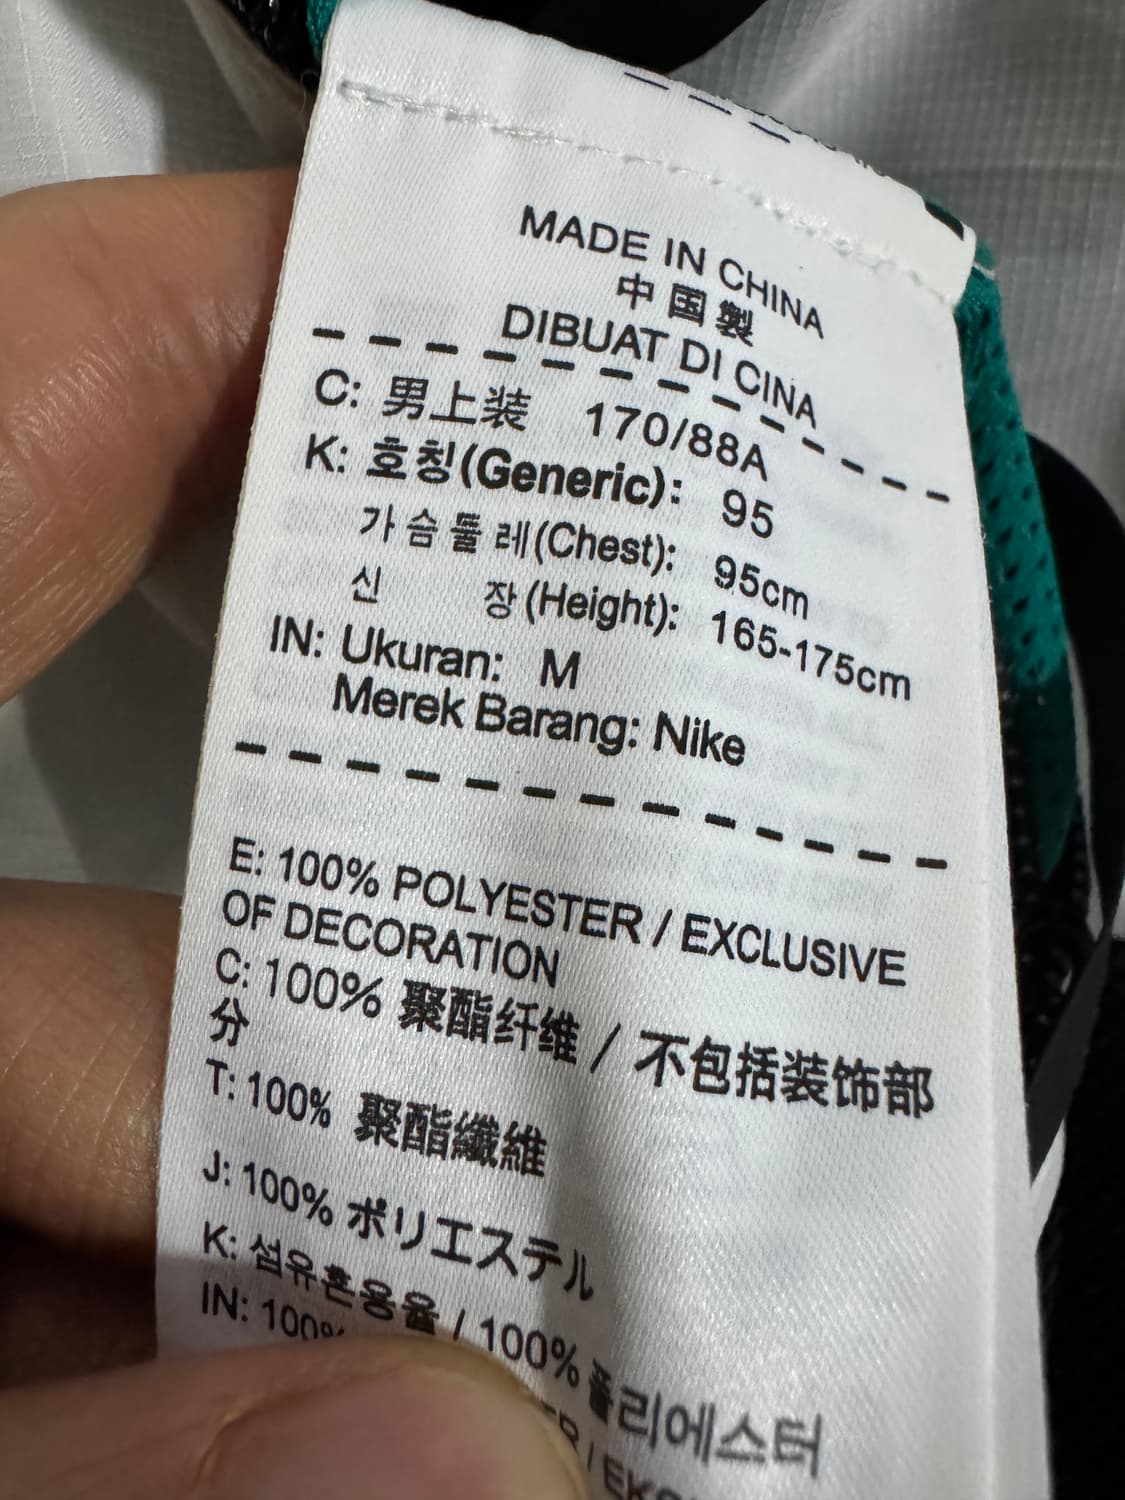 MADE IN CHINA
中国製
DIBUAT DI CINA
C: 男上装 170/88A
K: 호칭(Generic): 95
가슴둘레(Chest): 95cm
신 장(Height): 165-175cm
IN: Ukuran: M
Merek Barang: Nike
E: 100% POLYESTER / EXCLUSIVE
OF DECORATION
C: 100% 聚酯纤维 / 不包括装饰部
分
T: 100% 聚酯纖維
J: 100% ポリエステル
K: 섬유혼용율 / 100% 폴리에스터
IN: 100%